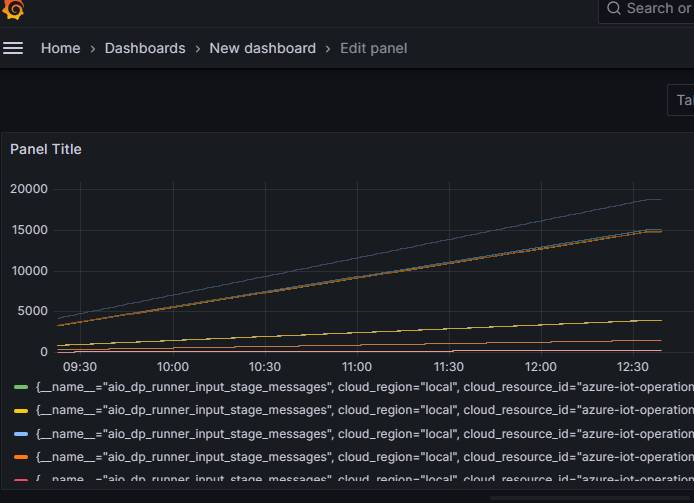 Search or
Home > Dashboards > New dashboard > Edit panel
Ta
Panel Title
20000
15000
10000
5000
0
09:30 10:00 10:30 11:00 11:30 12:00 12:30
{__name__="aio_dp_runner_input_stage_messages", cloud_region="local", cloud_resource_id="azure-iot-operation
{__name__="aio_dp_runner_input_stage_messages", cloud_region="local", cloud_resource_id="azure-iot-operation
{__name__="aio_dp_runner_input_stage_messages", cloud_region="local", cloud_resource_id="azure-iot-operation
{__name__="aio_dp_runner_input_stage_messages", cloud_region="local", cloud_resource_id="azure-iot-operation
{__name__="aio_dp_runner_input_stage_messages", cloud_region="local", cloud_resource_id="azure-iot-operation